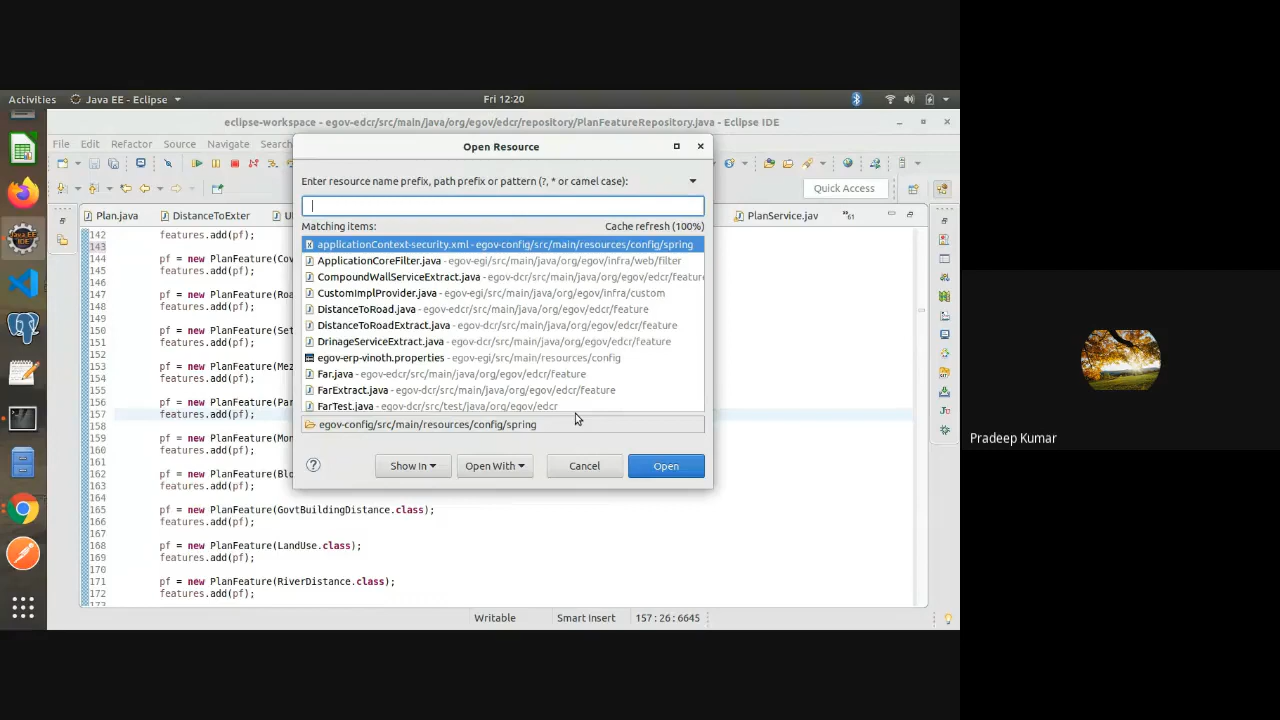 Activities Java EE - Eclipse Fri 12:20
eclipse-workspace - egov-edcr/src/main/java/org/egov/edcr/repository/PlanFeatureRepository.java - Eclipse IDE
File Edit Refactor Source Navigate Search
Quick Access
Plan.java DistanceToExter PlanService.jav »61
Open Resource
Enter resource name prefix, path prefix or pattern (?, * or camel case):
Matching items: Cache refresh (100%)
applicationContext-security.xml - egov-config/src/main/resources/config/spring
ApplicationCoreFilter.java - egov-egi/src/main/java/org/egov/infra/web/filter
CompoundWallServiceExtract.java - egov-dcr/src/main/java/org/egov/edcr/feature
CustomImplProvider.java - egov-egi/src/main/java/org/egov/infra/custom
DistanceToRoad.java - egov-edcr/src/main/java/org/egov/edcr/feature
DistanceToRoadExtract.java - egov-dcr/src/main/java/org/egov/edcr/feature
DrinageServiceExtract.java - egov-dcr/src/main/java/org/egov/edcr/feature
egov-erp-vinoth.properties - egov-egi/src/main/resources/config
Far.java - egov-edcr/src/main/java/org/egov/edcr/feature
FarExtract.java - egov-dcr/src/main/java/org/egov/edcr/feature
FarTest.java - egov-dcr/src/test/java/org/egov/edcr
egov-config/src/main/resources/config/spring
Show In Open With Cancel Open
142 features.add(pf);
143
144 pf = new PlanFeature(Cov
145 features.add(pf);
146
147 pf = new PlanFeature(Roa
148 features.add(pf);
149
150 pf = new PlanFeature(Set
151 features.add(pf);
152
153 pf = new PlanFeature(Mez
154 features.add(pf);
155
156 pf = new PlanFeature(Par
157 features.add(pf);
158
159 pf = new PlanFeature(Mon
160 features.add(pf);
161
162 pf = new PlanFeature(Blo
163 features.add(pf);
164
165 pf = new PlanFeature(GovtBuildingDistance.class);
166 features.add(pf);
167
168 pf = new PlanFeature(LandUse.class);
169 features.add(pf);
170
171 pf = new PlanFeature(RiverDistance.class);
172 features.add(pf);
Writable Smart Insert 157 : 26 : 6645
Pradeep Kumar